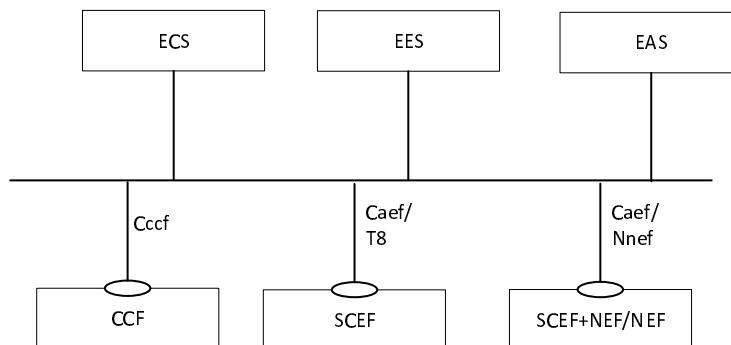 ECS
EES
EAS
Cccf
Caef/
T8
Caef/
Nnef
CCF
SCEF
SCEF+NEF/NEF